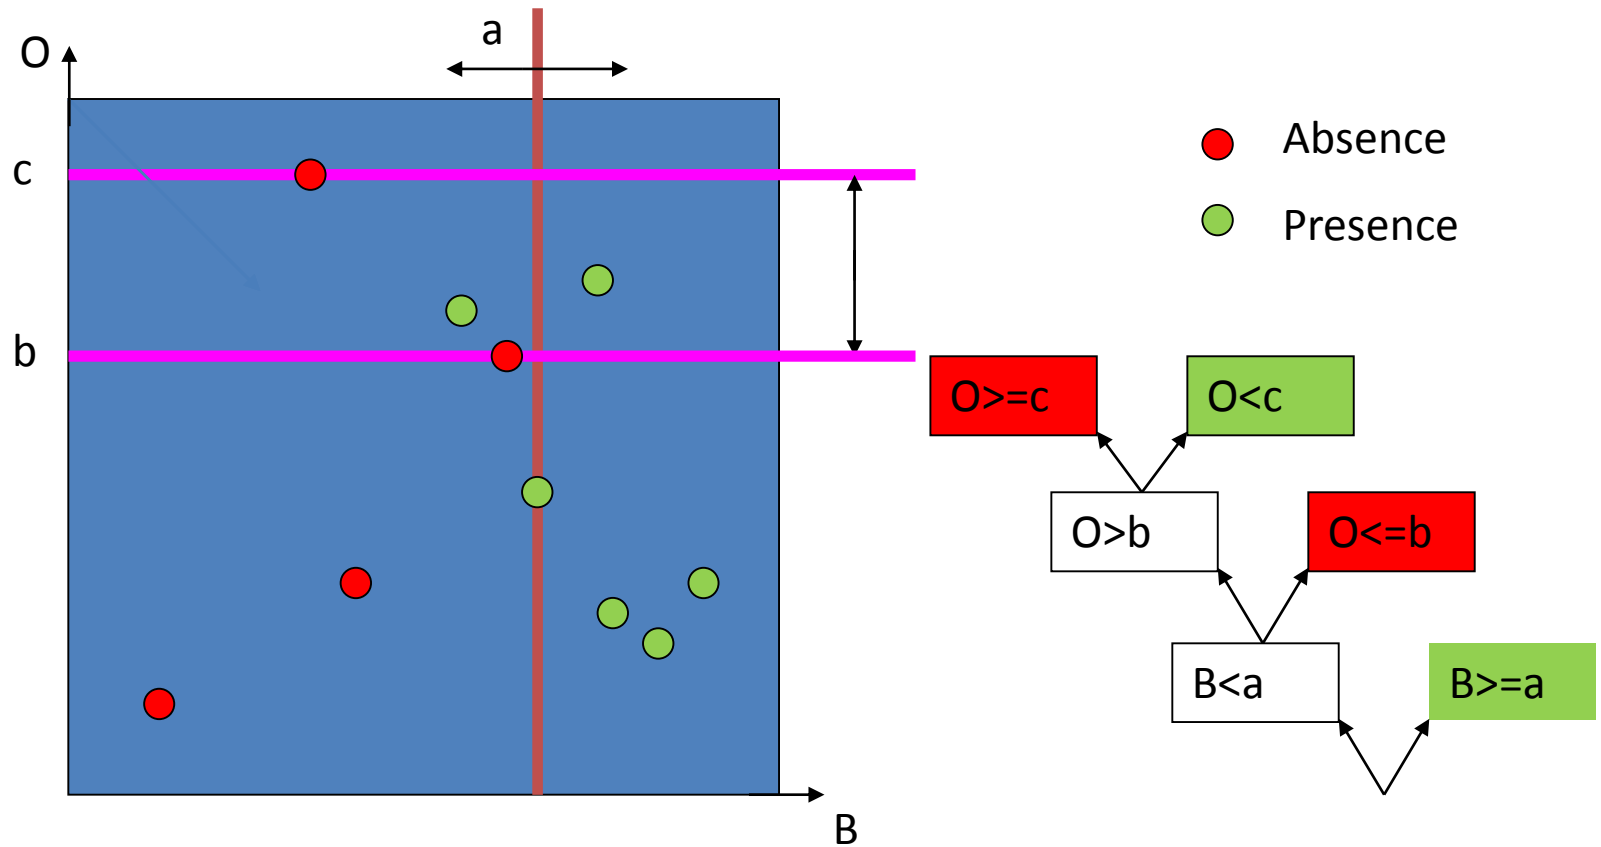 a
O
Absence
c
Presence
b
O>=c
O<c
O>b
O<=b
B<a
B>=a
B